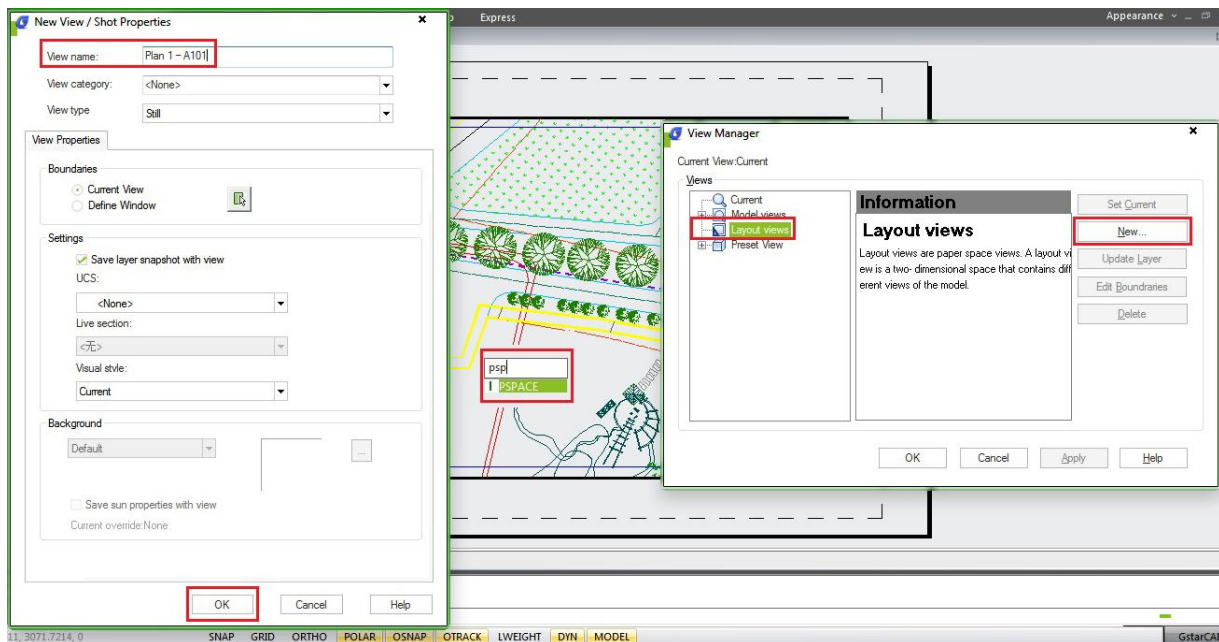 New View / Shot Properties
View name: Plan 1 – A101
View category: <None>
View type Still
View Properties
Boundaries
Current View
Define Window
Settings
Save layer snapshot with view
UCS:
<None>
Live section:
<无>
Visual style:
Current
Background
Default
...
Save sun properties with view
Current override:None
OK Cancel Help
Express
Appearance
psp
PSPACE
View Manager
Current View:Current
Views
Current
Model views
Layout views
Preset View
Information
Layout views
Layout views are paper space views. A layout vi
ew is a two- dimensional space that contains diff
erent views of the model.
Set Current
New...
Update Layer
Edit Boundaries
Delete
OK Cancel Apply Help
11, 3071.7214, 0 SNAP GRID ORTHO POLAR OSNAP OTRACK LWEIGHT DYN MODEL GstarCA